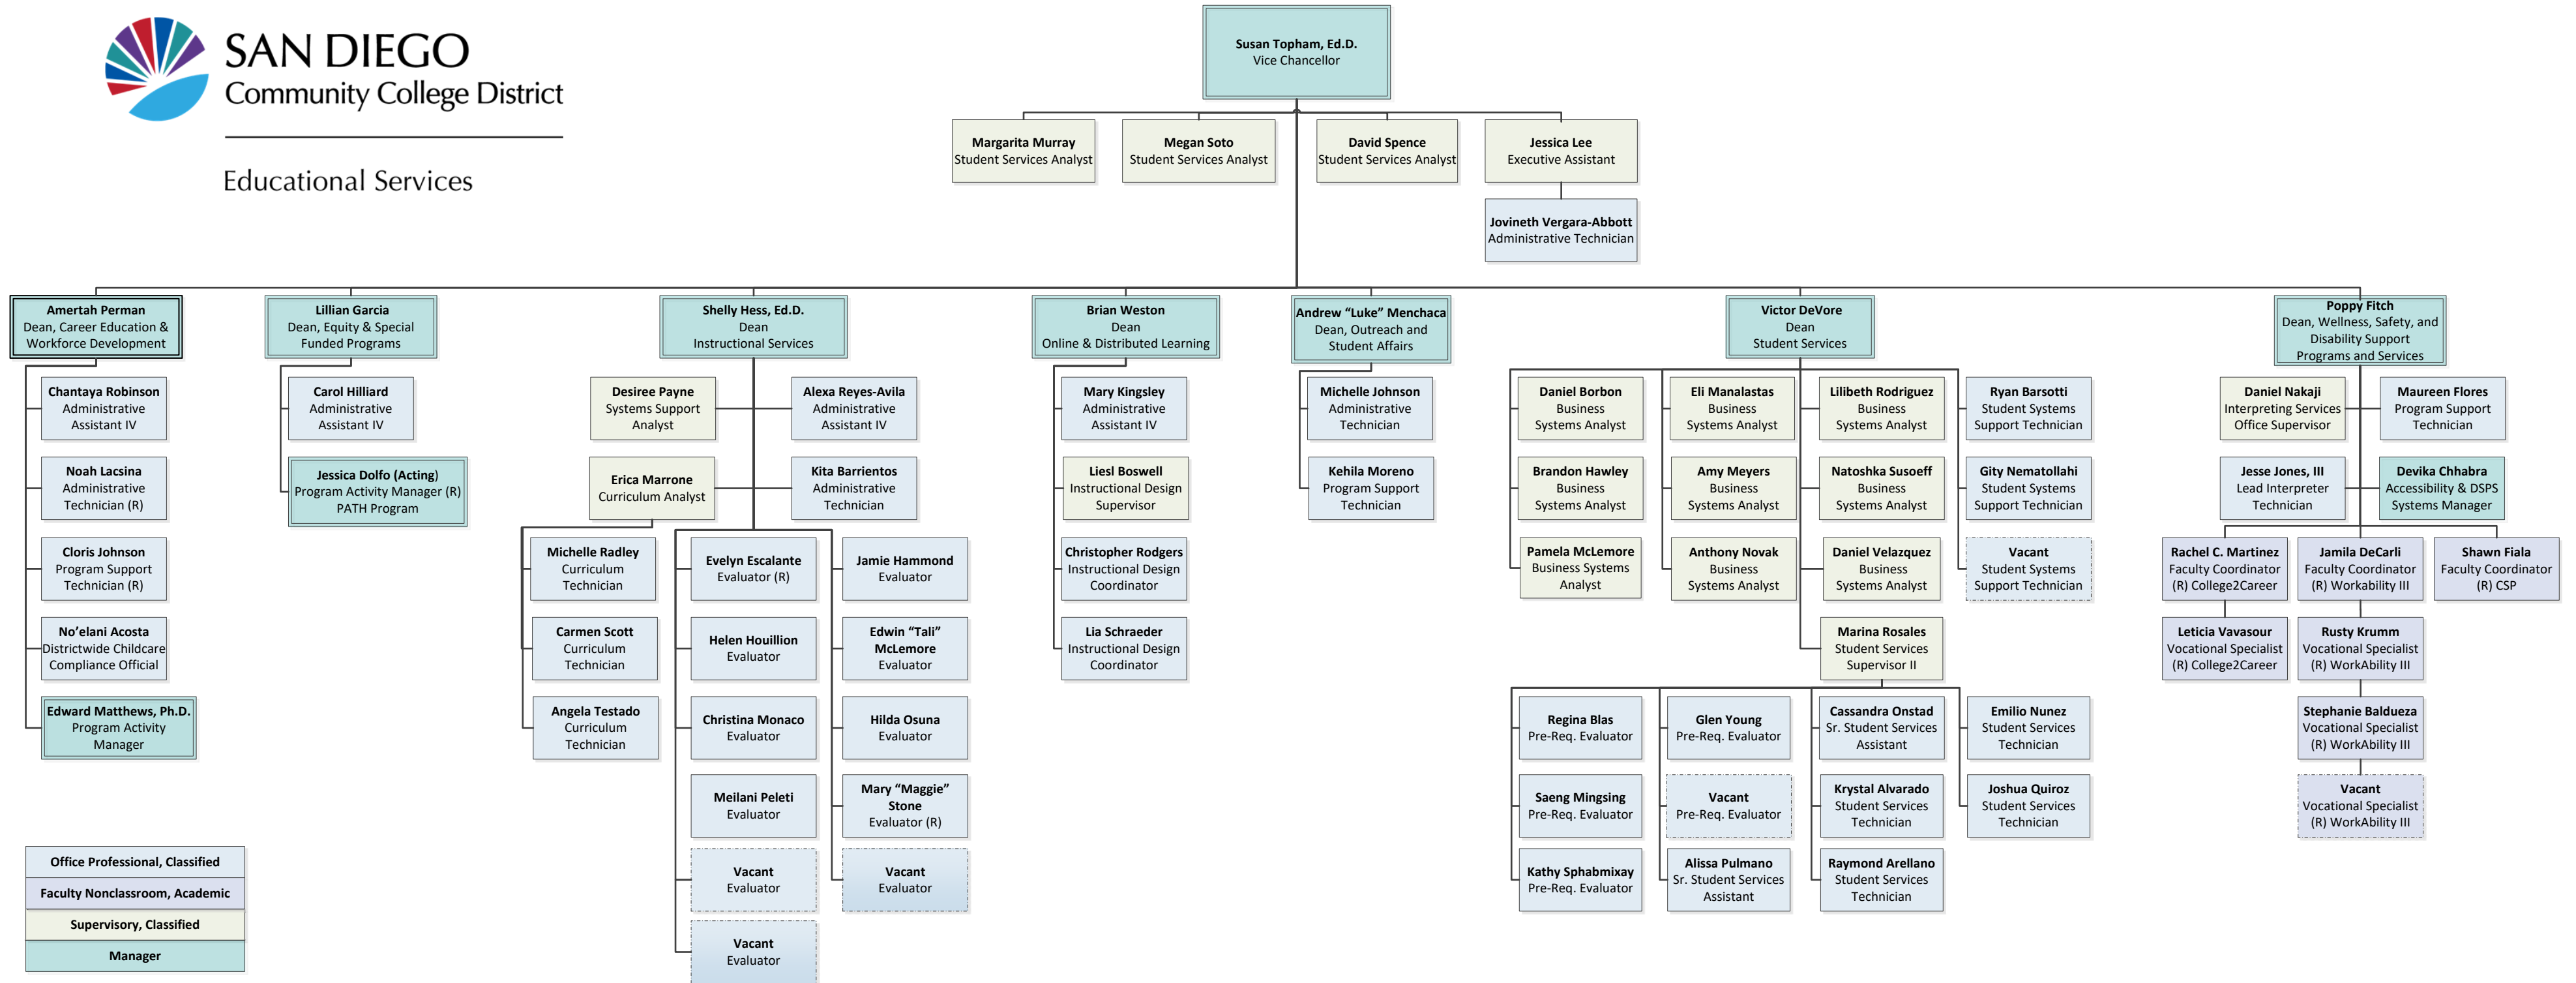 SAN DIEGO
Community College District
Educational Services
Susan Topham, Ed.D.
Vice Chancellor
Margarita Murray
Student Services Analyst
Megan Soto
Student Services Analyst
David Spence
Student Services Analyst
Jessica Lee
Executive Assistant
Jovineth Vergara-Abbott
Administrative Technician
Amertah Perman
Dean, Career Education &
Workforce Development
Chantaya Robinson
Administrative
Assistant IV
Noah Lacsina
Administrative
Technician (R)
Cloris Johnson
Program Support
Technician (R)
No’elani Acosta
Districtwide Childcare
Compliance Official
Edward Matthews, Ph.D.
Program Activity
Manager
Lillian Garcia
Dean, Equity & Special
Funded Programs
Carol Hilliard
Administrative
Assistant IV
Jessica Dolfo (Acting)
Program Activity Manager (R)
PATH Program
Shelly Hess, Ed.D.
Dean
Instructional Services
Desiree Payne
Systems Support
Analyst
Alexa Reyes-Avila
Administrative
Assistant IV
Erica Marrone
Curriculum Analyst
Kita Barrientos
Administrative
Technician
Michelle Radley
Curriculum
Technician
Carmen Scott
Curriculum
Technician
Angela Testado
Curriculum
Technician
Evelyn Escalante
Evaluator (R)
Helen Houillion
Evaluator
Christina Monaco
Evaluator
Meilani Peleti
Evaluator
Vacant
Evaluator
Vacant
Evaluator
Jamie Hammond
Evaluator
Edwin “Tali”
McLemore
Evaluator
Hilda Osuna
Evaluator
Mary “Maggie”
Stone
Evaluator (R)
Vacant
Evaluator
Brian Weston
Dean
Online & Distributed Learning
Mary Kingsley
Administrative
Assistant IV
Liesl Boswell
Instructional Design
Supervisor
Christopher Rodgers
Instructional Design
Coordinator
Lia Schraeder
Instructional Design
Coordinator
Andrew “Luke” Menchaca
Dean, Outreach and
Student Affairs
Michelle Johnson
Administrative
Technician
Kehila Moreno
Program Support
Technician
Victor DeVore
Dean
Student Services
Daniel Borbon
Business
Systems Analyst
Brandon Hawley
Business
Systems Analyst
Pamela McLemore
Business Systems
Analyst
Eli Manalastas
Business
Systems Analyst
Amy Meyers
Business
Systems Analyst
Anthony Novak
Business
Systems Analyst
Lilibeth Rodriguez
Business
Systems Analyst
Natoshka Susoeff
Business
Systems Analyst
Daniel Velazquez
Business
Systems Analyst
Ryan Barsotti
Student Systems
Support Technician
Gity Nematollahi
Student Systems
Support Technician
Vacant
Student Systems
Support Technician
Marina Rosales
Student Services
Supervisor II
Regina Blas
Pre-Req. Evaluator
Saeng Mingsing
Pre-Req. Evaluator
Kathy Sphabmixay
Pre-Req. Evaluator
Glen Young
Pre-Req. Evaluator
Vacant
Pre-Req. Evaluator
Alissa Pulmano
Sr. Student Services
Assistant
Cassandra Onstad
Sr. Student Services
Assistant
Krystal Alvarado
Student Services
Technician
Raymond Arellano
Student Services
Technician
Emilio Nunez
Student Services
Technician
Joshua Quiroz
Student Services
Technician
Poppy Fitch
Dean, Wellness, Safety, and
Disability Support
Programs and Services
Daniel Nakaji
Interpreting Services
Office Supervisor
Maureen Flores
Program Support
Technician
Jesse Jones, III
Lead Interpreter
Technician
Devika Chhabra
Accessibility & DSPS
Systems Manager
Rachel C. Martinez
Faculty Coordinator
(R) College2Career
Leticia Vavasour
Vocational Specialist
(R) College2Career
Jamila DeCarli
Faculty Coordinator
(R) Workability III
Rusty Krumm
Vocational Specialist
(R) WorkAbility III
Stephanie Baldueza
Vocational Specialist
(R) WorkAbility III
Vacant
Vocational Specialist
(R) WorkAbility III
Shawn Fiala
Faculty Coordinator
(R) CSP
Office Professional, Classified
Faculty Nonclassroom, Academic
Supervisory, Classified
Manager